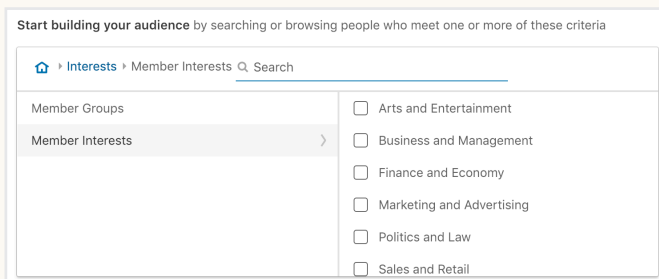 Start building your audience by searching or browsing people who meet one or more of these criteria
Interests Member Interests Search
Member Groups
Member Interests
Arts and Entertainment
Business and Management
Finance and Economy
Marketing and Advertising
Politics and Law
Sales and Retail